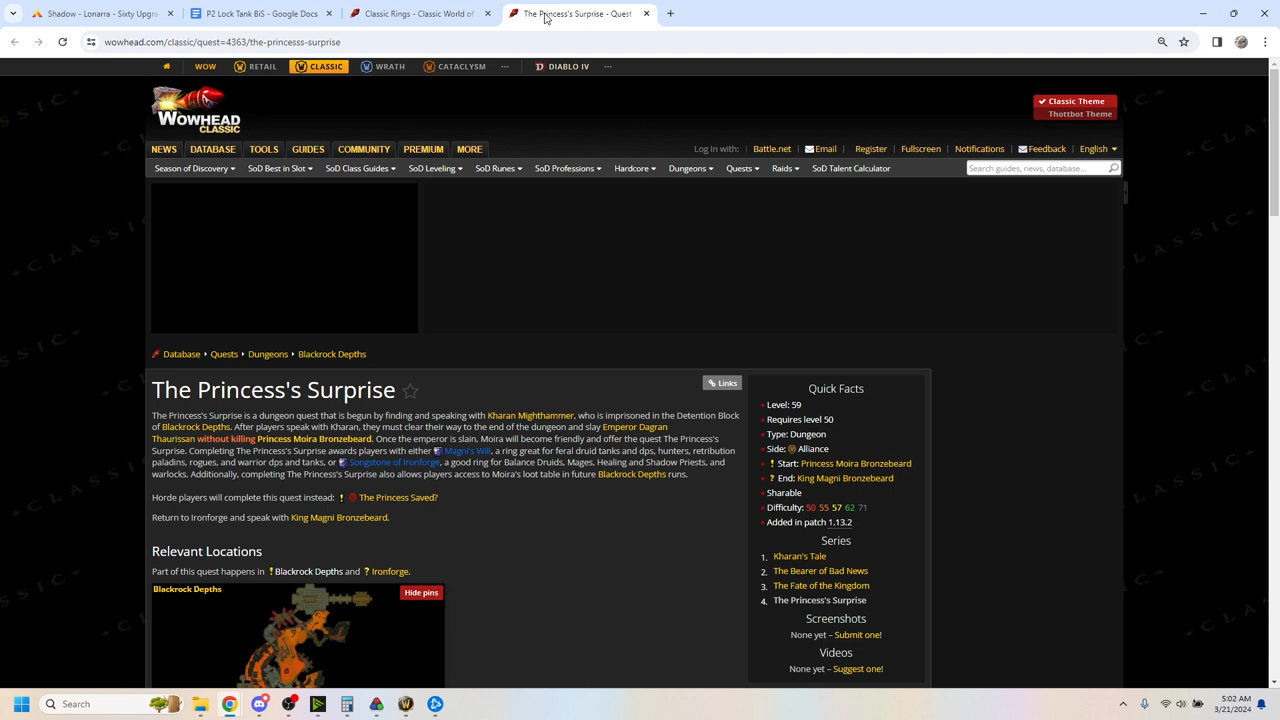 Shadow - Lonarra - Sixty Upgra
P2 Lock Tank BiS - Google Docs
Classic Rings - Classic World of
The Princess's Surprise - Quest
wowhead.com/classic/quest=4363/the-princesss-surprise
WOW RETAIL CLASSIC WRATH CATACLYSM ... DIABLO IV ...
WOWHEAD
CLASSIC
Classic Theme
Thottbot Theme
NEWS DATABASE TOOLS GUIDES COMMUNITY PREMIUM MORE
Log in with: Battle.net Email Register Fullscreen Notifications Feedback English
Season of Discovery SoD Best in Slot SoD Class Guides SoD Leveling SoD Runes SoD Professions Hardcore Dungeons Quests Raids SoD Talent Calculator
Search guides, news, database...
Database Quests Dungeons Blackrock Depths
The Princess's Surprise
Links
The Princess's Surprise is a dungeon quest that is begun by finding and speaking with Kharan Mighthammer, who is imprisoned in the Detention Block
of Blackrock Depths. After players speak with Kharan, they must clear their way to the end of the dungeon and slay Emperor Dagran
Thaurissan without killing Princess Moira Bronzebeard. Once the emperor is slain, Moira will become friendly and offer the quest The Princess's
Surprise. Completing The Princess's Surprise awards players with either Magni's Will, a ring great for feral druid tanks and dps, hunters, retribution
paladins, rogues, and warrior dps and tanks, or Songstone of Ironforge, a good ring for Balance Druids, Mages, Healing and Shadow Priests, and
warlocks. Additionally, completing The Princess's Surprise also allows players access to Moira's loot table in future Blackrock Depths runs.
Horde players will complete this quest instead: The Princess Saved?
Return to Ironforge and speak with King Magni Bronzebeard.
Relevant Locations
Part of this quest happens in Blackrock Depths and Ironforge.
Blackrock Depths
Hide pins
Quick Facts
Level: 59
Requires level 50
Type: Dungeon
Side: Alliance
Start: Princess Moira Bronzebeard
End: King Magni Bronzebeard
Sharable
Difficulty: 50 55 57 62 71
Added in patch 1.13.2
Series
1. Kharan's Tale
2. The Bearer of Bad News
3. The Fate of the Kingdom
4. The Princess's Surprise
Screenshots
None yet – Submit one!
Videos
None yet – Suggest one!
CLASSIC
Search
5:02 AM
3/21/2024